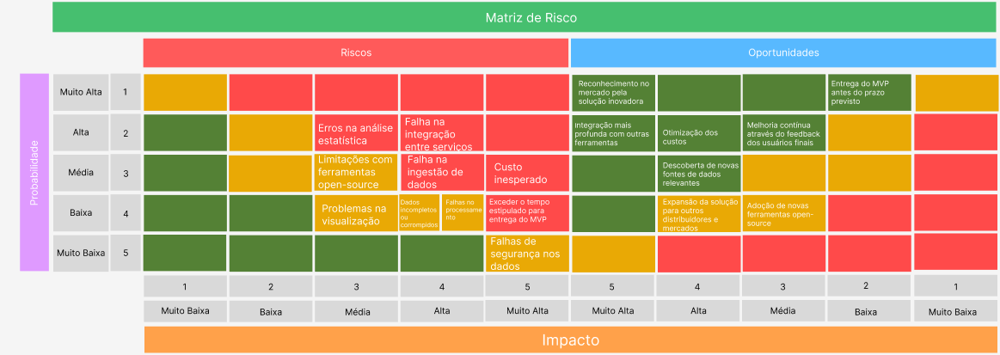 Matriz de Risco
Riscos
Oportunidades
Probabilidade
Muito Alta
1
Reconhecimento no
mercado pela
solução inovadora
Entrega do MVP
antes do prazo
previsto
Alta
2
Erros na análise
estatística
Falha na
integração
entre serviços
integração mais
profunda com outras
ferramentas
Otimização dos
custos
Melhoria contínua
através do feedback
dos usuários finais
Média
3
Limitações com
ferramentas
open-source
Falha na
ingestão de
dados
Custo
inesperado
Descoberta de novas
fontes de dados
relevantes
Baixa
4
Problemas na
visualização
Dados
incompletos
ou
corrompidos
Falhas no
processame
nto
Exceder o tempo
estipulado para
entrega do MVP
Expansão da solução
para outros
distribuidores e
mercados
Adoção de novas
ferramentas open-
source
Muito Baixa
5
Falhas de
segurança nos
dados
1
2
3
4
5
5
4
3
2
1
Muito Baixa
Baixa
Média
Alta
Muito Alta
Muito Alta
Alta
Média
Baixa
Muito Baixa
Impacto